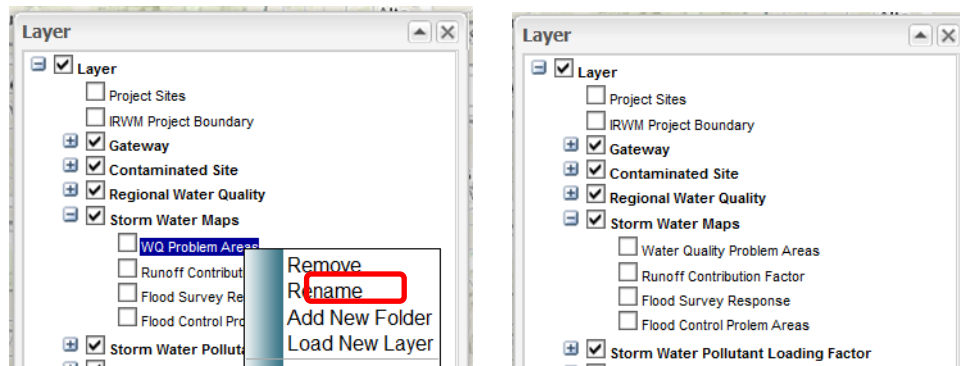 Layer
Layer
Project Sites
IRWM Project Boundary
Gateway
Contaminated Site
Regional Water Quality
Storm Water Maps
WQ Problem Areas
Runoff Contribut
Flood Survey Re
Flood Control Pro
Storm Water Polluta
Remove
Rename
Add New Folder
Load New Layer
Layer
Layer
Project Sites
IRWM Project Boundary
Gateway
Contaminated Site
Regional Water Quality
Storm Water Maps
Water Quality Problem Areas
Runoff Contribution Factor
Flood Survey Response
Flood Control Prolem Areas
Storm Water Pollutant Loading Factor